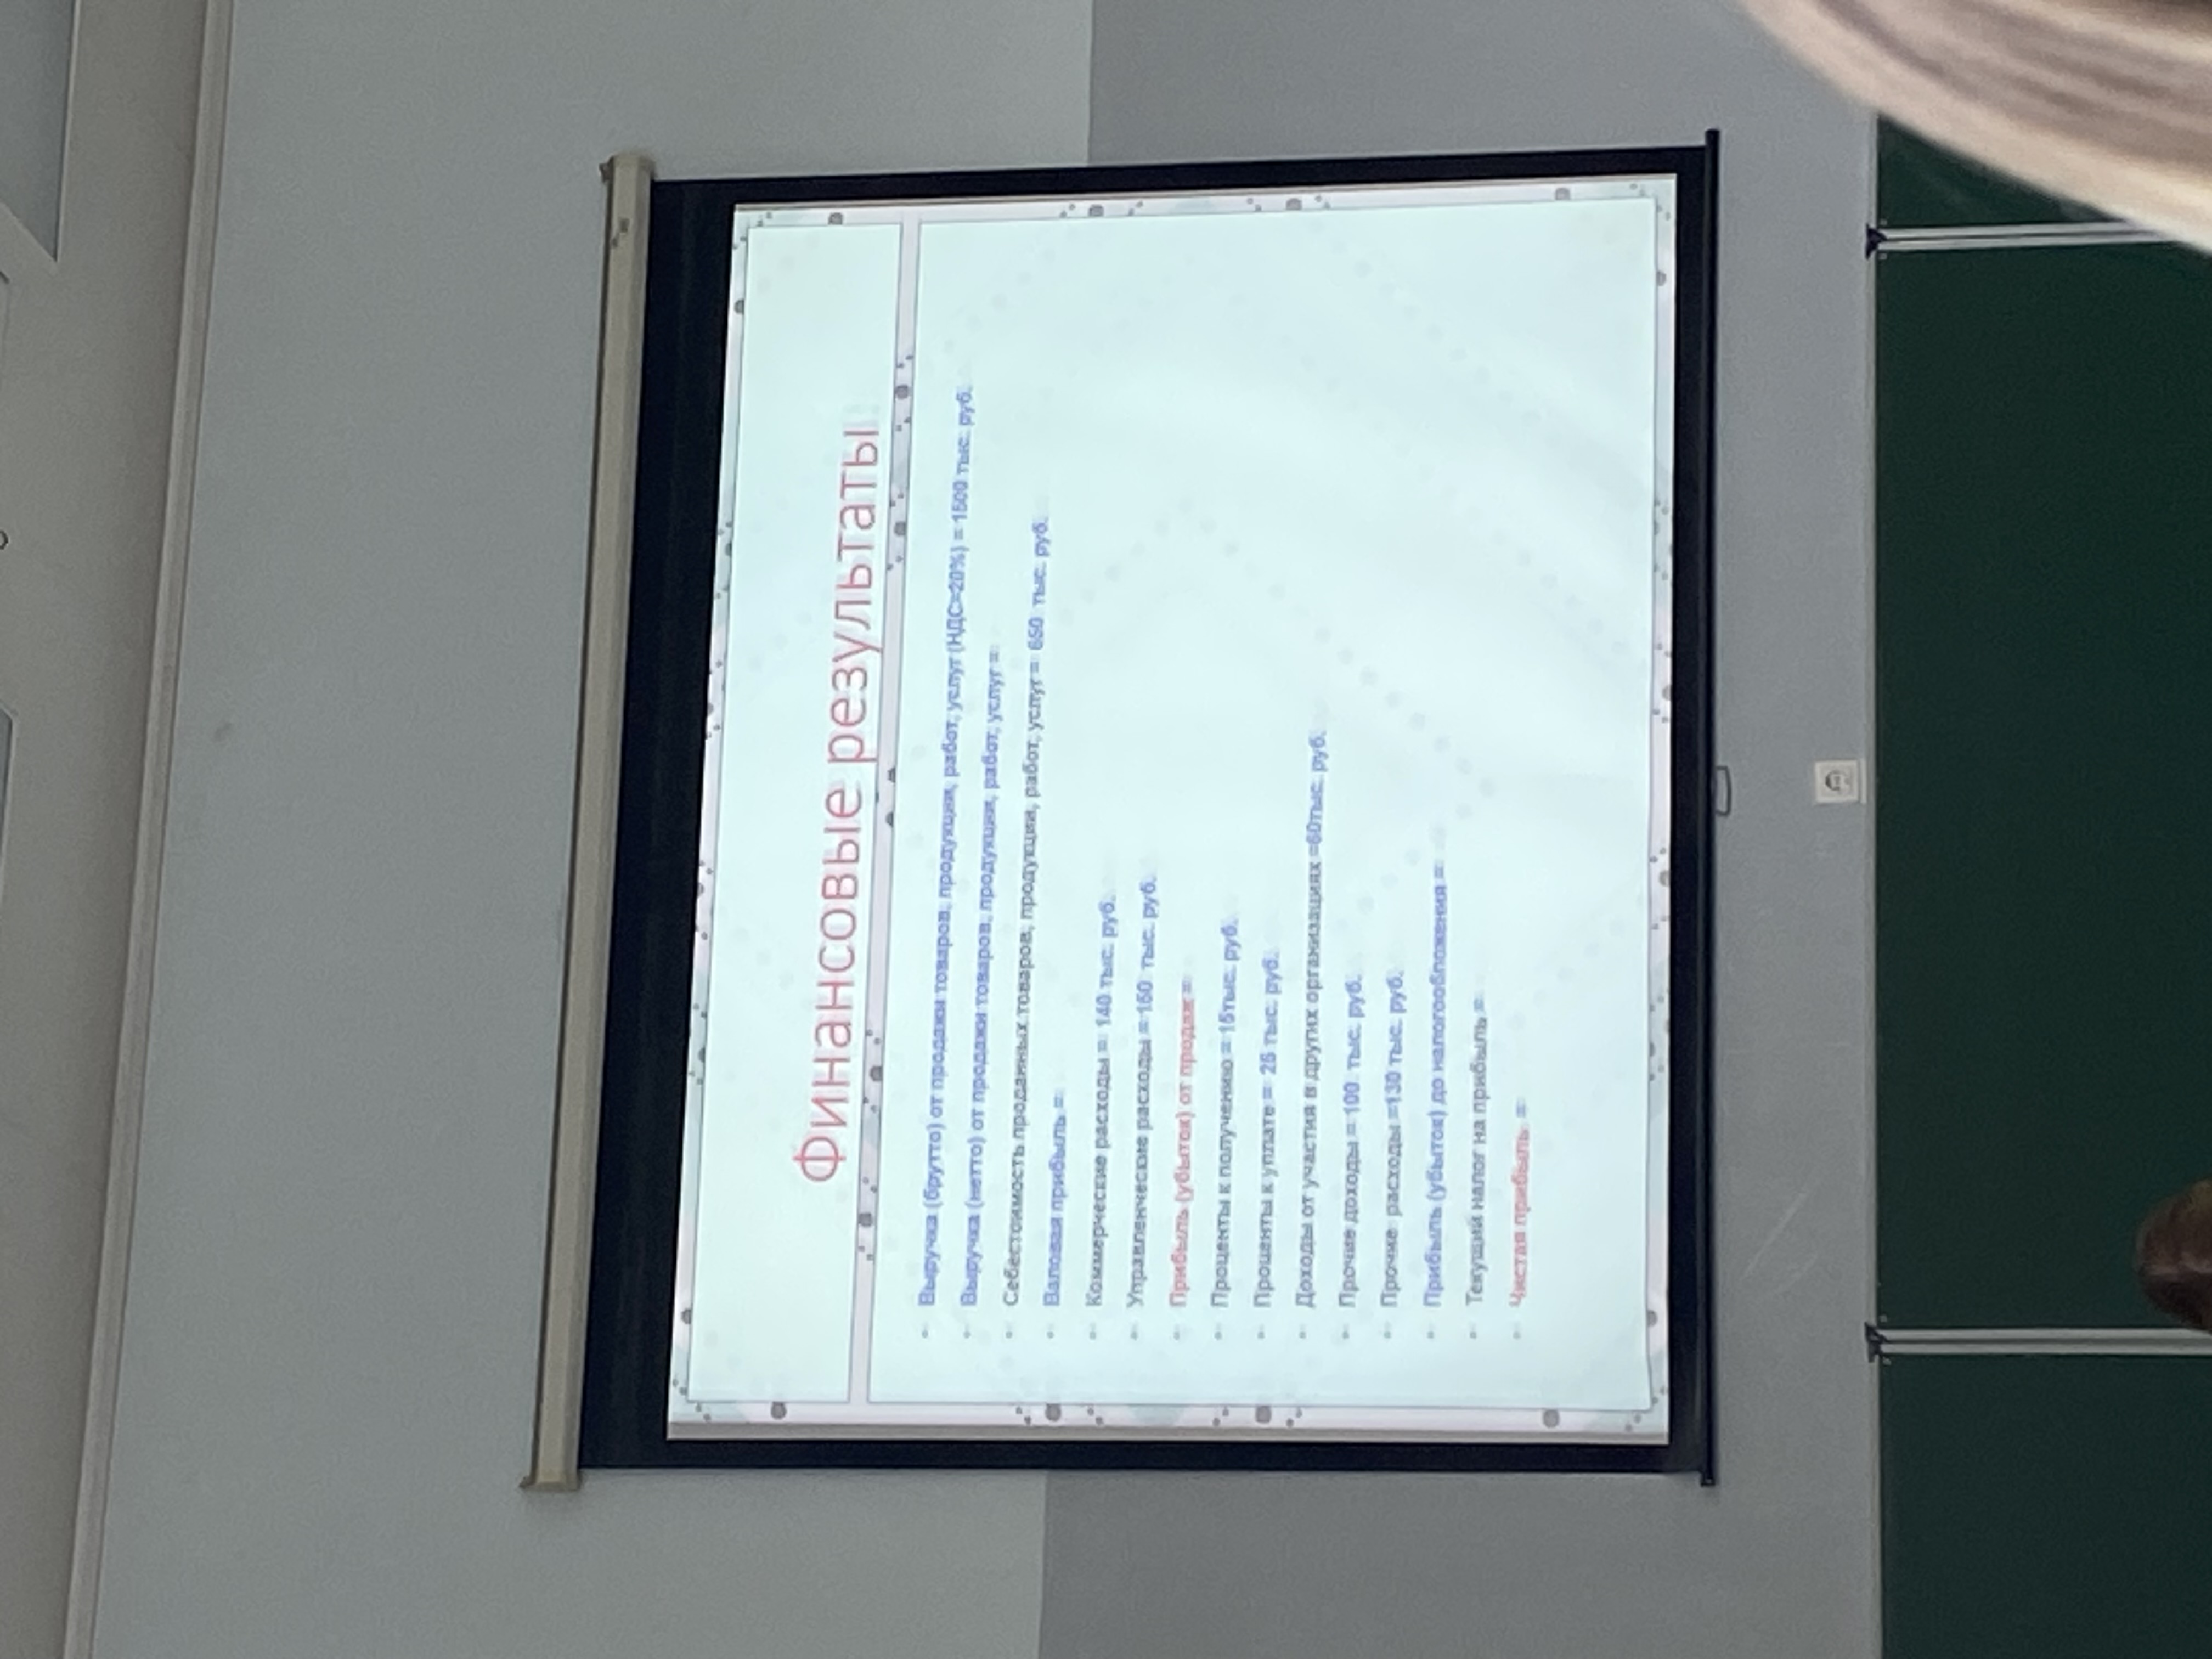 Финансовые результаты
Выручка (брутто) от продажи товаров, продукции, работ, услуг (НДС=20%) = 1500 тыс. руб.
Выручка (нетто) от продажи товаров, продукции, работ, услуг =
Себестоимость проданных товаров, продукции, работ, услуг = 650 тыс. руб.
Валовая прибыль =
Коммерческие расходы = 140 тыс. руб.
Управленческие расходы = 150 тыс. руб.
Прибыль (убыток) от продаж =
Проценты к получению = 15тыс. руб.
Проценты к уплате = 25 тыс. руб.
Доходы от участия в других организациях =60тыс. руб.
Прочие доходы = 100 тыс. руб.
Прочие расходы =130 тыс. руб.
Прибыль (убыток) до налогообложения =
Текущий налог на прибыль =
Чистая прибыль =